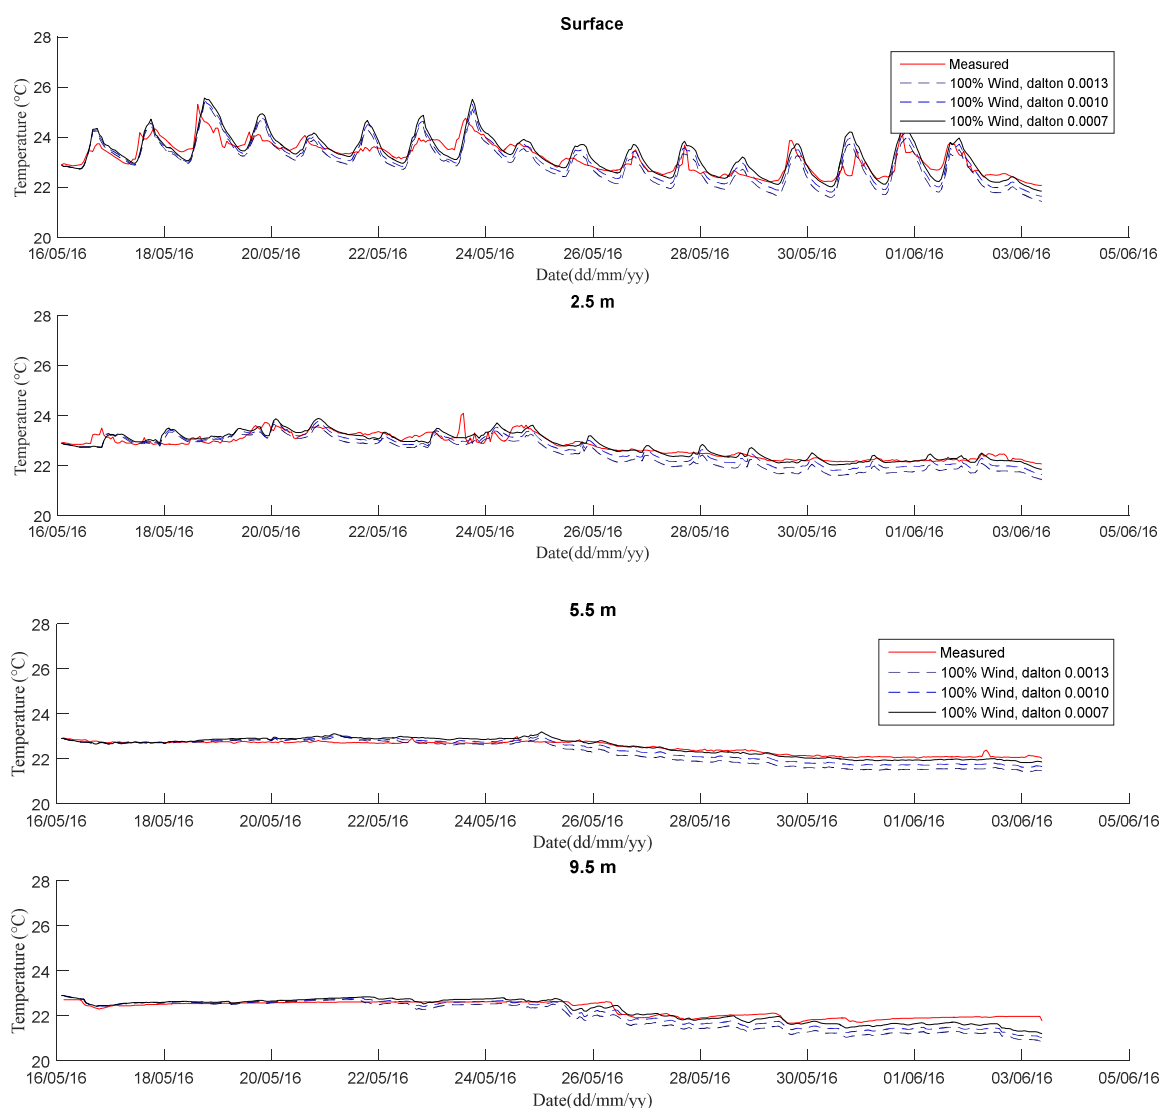 Surface
28
26
24
22
20
Temperature (°C)
Measured
100% Wind, dalton 0.0013
100% Wind, dalton 0.0010
100% Wind, dalton 0.0007
16/05/16 18/05/16 20/05/16 22/05/16 24/05/16 26/05/16 28/05/16 30/05/16 01/06/16 03/06/16 05/06/16
Date(dd/mm/yy)
2.5 m
28
26
24
22
20
Temperature (°C)
16/05/16 18/05/16 20/05/16 22/05/16 24/05/16 26/05/16 28/05/16 30/05/16 01/06/16 03/06/16 05/06/16
Date(dd/mm/yy)
5.5 m
28
26
24
22
20
Temperature (°C)
Measured
100% Wind, dalton 0.0013
100% Wind, dalton 0.0010
100% Wind, dalton 0.0007
16/05/16 18/05/16 20/05/16 22/05/16 24/05/16 26/05/16 28/05/16 30/05/16 01/06/16 03/06/16 05/06/16
Date(dd/mm/yy)
9.5 m
28
26
24
22
20
Temperature (°C)
16/05/16 18/05/16 20/05/16 22/05/16 24/05/16 26/05/16 28/05/16 30/05/16 01/06/16 03/06/16 05/06/16
Date(dd/mm/yy)